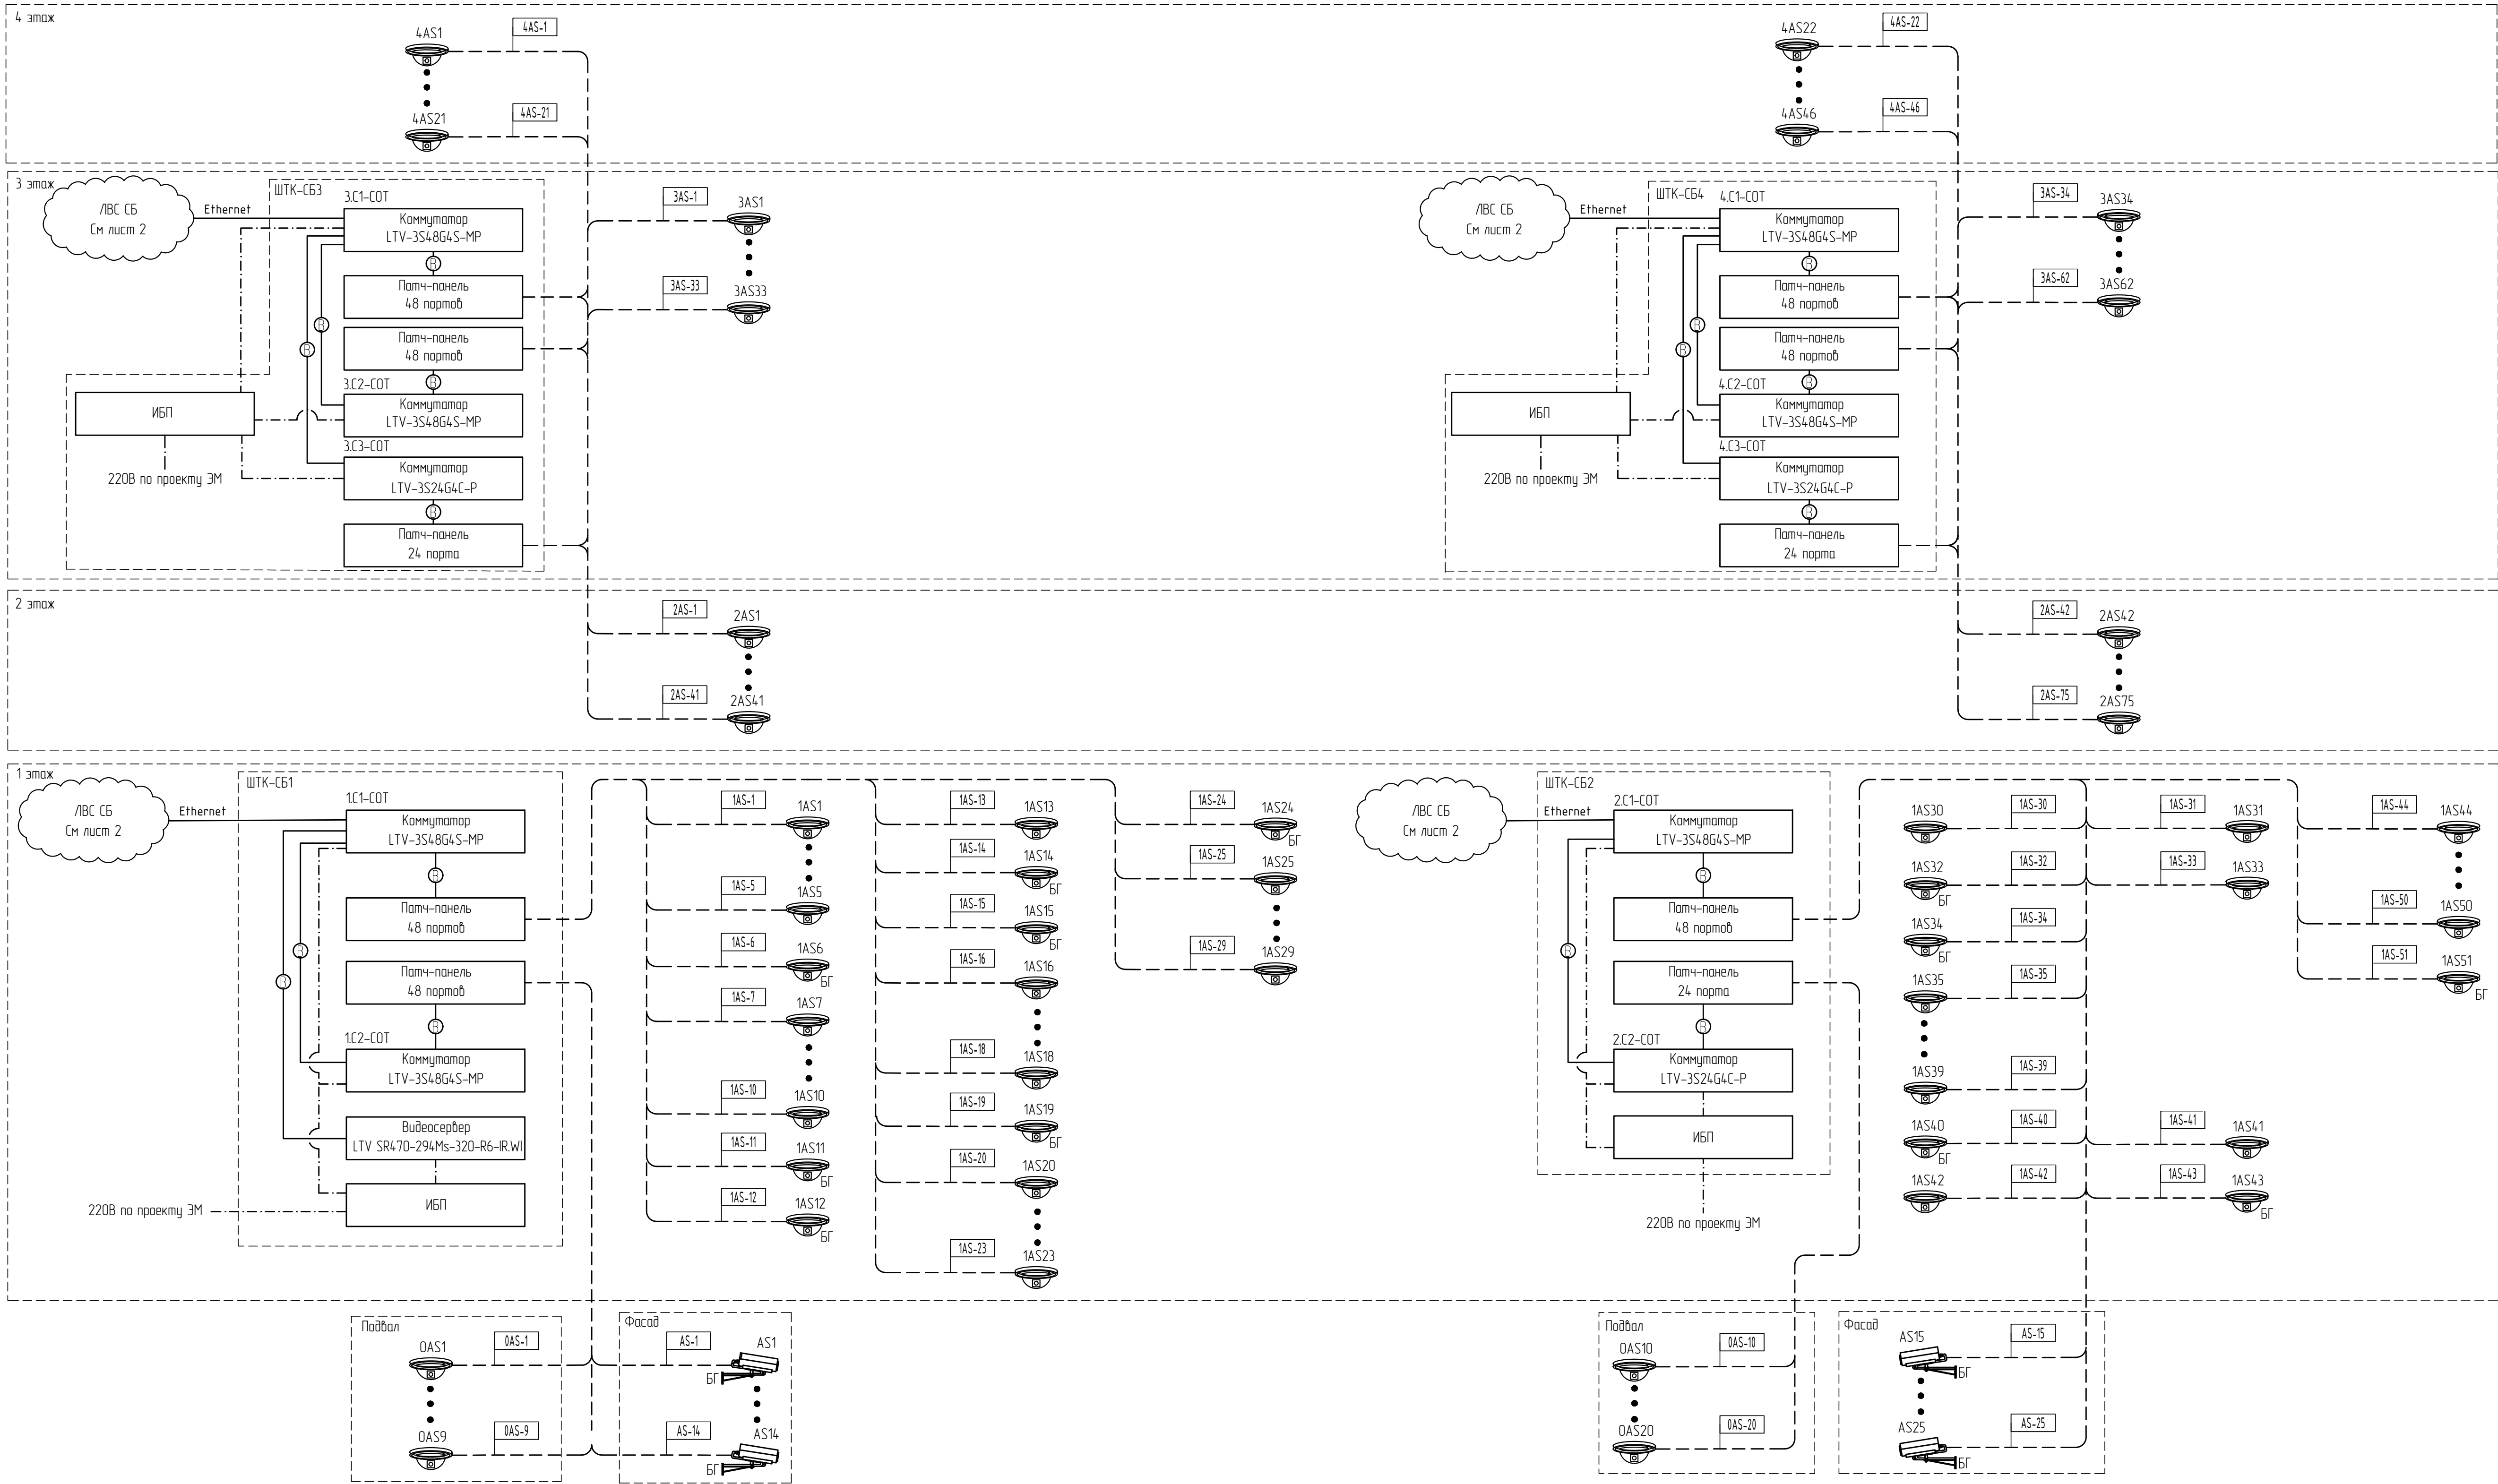 4 этаж
4AS1
4AS-1
4AS21
4AS-21
4AS22
4AS-22
4AS46
4AS-46
3 этаж
ЛВС СБ
См лист 2
Ethernet
ШТК-СБ3
3.С1-СОТ
Коммутатор
LTV-3S48G4S-MP
В
Патч-панель
48 портов
Патч-панель
48 портов
В
В
В
3.С2-СОТ
Коммутатор
LTV-3S48G4S-MP
3.С3-СОТ
Коммутатор
LTV-3S24G4C-P
В
Патч-панель
24 порта
ИБП
220В по проекту ЭМ
3AS-1
3AS1
3AS-33
3AS33
ЛВС СБ
См лист 2
Ethernet
ШТК-СБ4
4.С1-СОТ
Коммутатор
LTV-3S48G4S-MP
В
Патч-панель
48 портов
Патч-панель
48 портов
В
В
В
4.С2-СОТ
Коммутатор
LTV-3S48G4S-MP
4.С3-СОТ
Коммутатор
LTV-3S24G4C-P
В
Патч-панель
24 порта
ИБП
220В по проекту ЭМ
3AS-34
3AS34
3AS-62
3AS62
2 этаж
2AS-1
2AS1
2AS-41
2AS41
2AS-42
2AS42
2AS-75
2AS75
1 этаж
ЛВС СБ
См лист 2
Ethernet
ШТК-СБ1
1.С1-СОТ
Коммутатор
LTV-3S48G4S-MP
В
Патч-панель
48 портов
В
В
Патч-панель
48 портов
В
1.С2-СОТ
Коммутатор
LTV-3S48G4S-MP
Видеосервер
LTV SR470-294Ms-320-R6-IR.WI
ИБП
220В по проекту ЭМ
1AS-1
1AS1
1AS-5
1AS5
1AS-6
1AS6
БГ
1AS-7
1AS7
1AS-10
1AS10
1AS-11
1AS11
БГ
1AS-12
1AS12
БГ
1AS-13
1AS13
1AS-14
1AS14
БГ
1AS-15
1AS15
БГ
1AS-16
1AS16
1AS-18
1AS18
1AS-19
1AS19
БГ
1AS-20
1AS20
1AS-23
1AS23
1AS-24
1AS24
БГ
1AS-25
1AS25
1AS-29
1AS29
ЛВС СБ
См лист 2
Ethernet
ШТК-СБ2
2.С1-СОТ
Коммутатор
LTV-3S48G4S-MP
В
Патч-панель
48 портов
В
Патч-панель
24 порта
В
2.С2-СОТ
Коммутатор
LTV-3S24G4C-P
ИБП
220В по проекту ЭМ
1AS30
1AS-30
1AS-31
1AS31
1AS32
БГ
1AS-32
1AS-33
1AS33
1AS34
БГ
1AS-34
1AS35
1AS-35
1AS39
1AS-39
1AS40
БГ
1AS-40
1AS-41
1AS41
1AS42
1AS-42
1AS-43
1AS43
БГ
1AS-44
1AS44
1AS-50
1AS50
1AS-51
1AS51
БГ
Подвал
0AS1
0AS-1
0AS9
0AS-9
Фасад
AS-1
AS1
БГ
AS-14
AS14
БГ
Подвал
0AS10
0AS-10
0AS20
0AS-20
Фасад
AS15
БГ
AS-15
AS25
БГ
AS-25